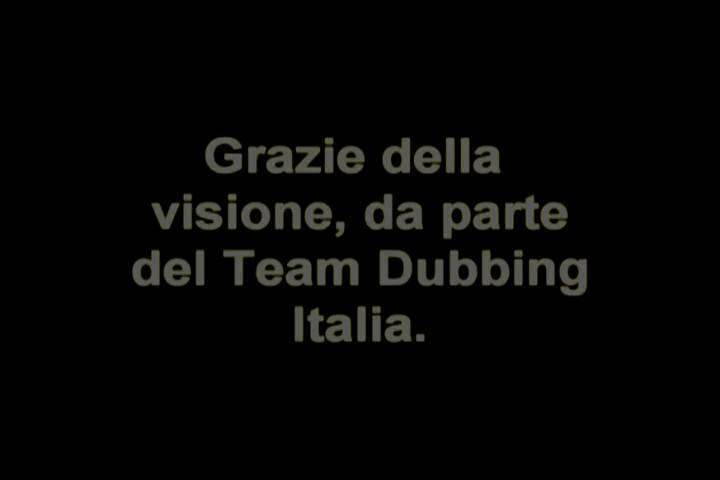 Grazie della
visione, da parte
del Team Dubbing
Italia.